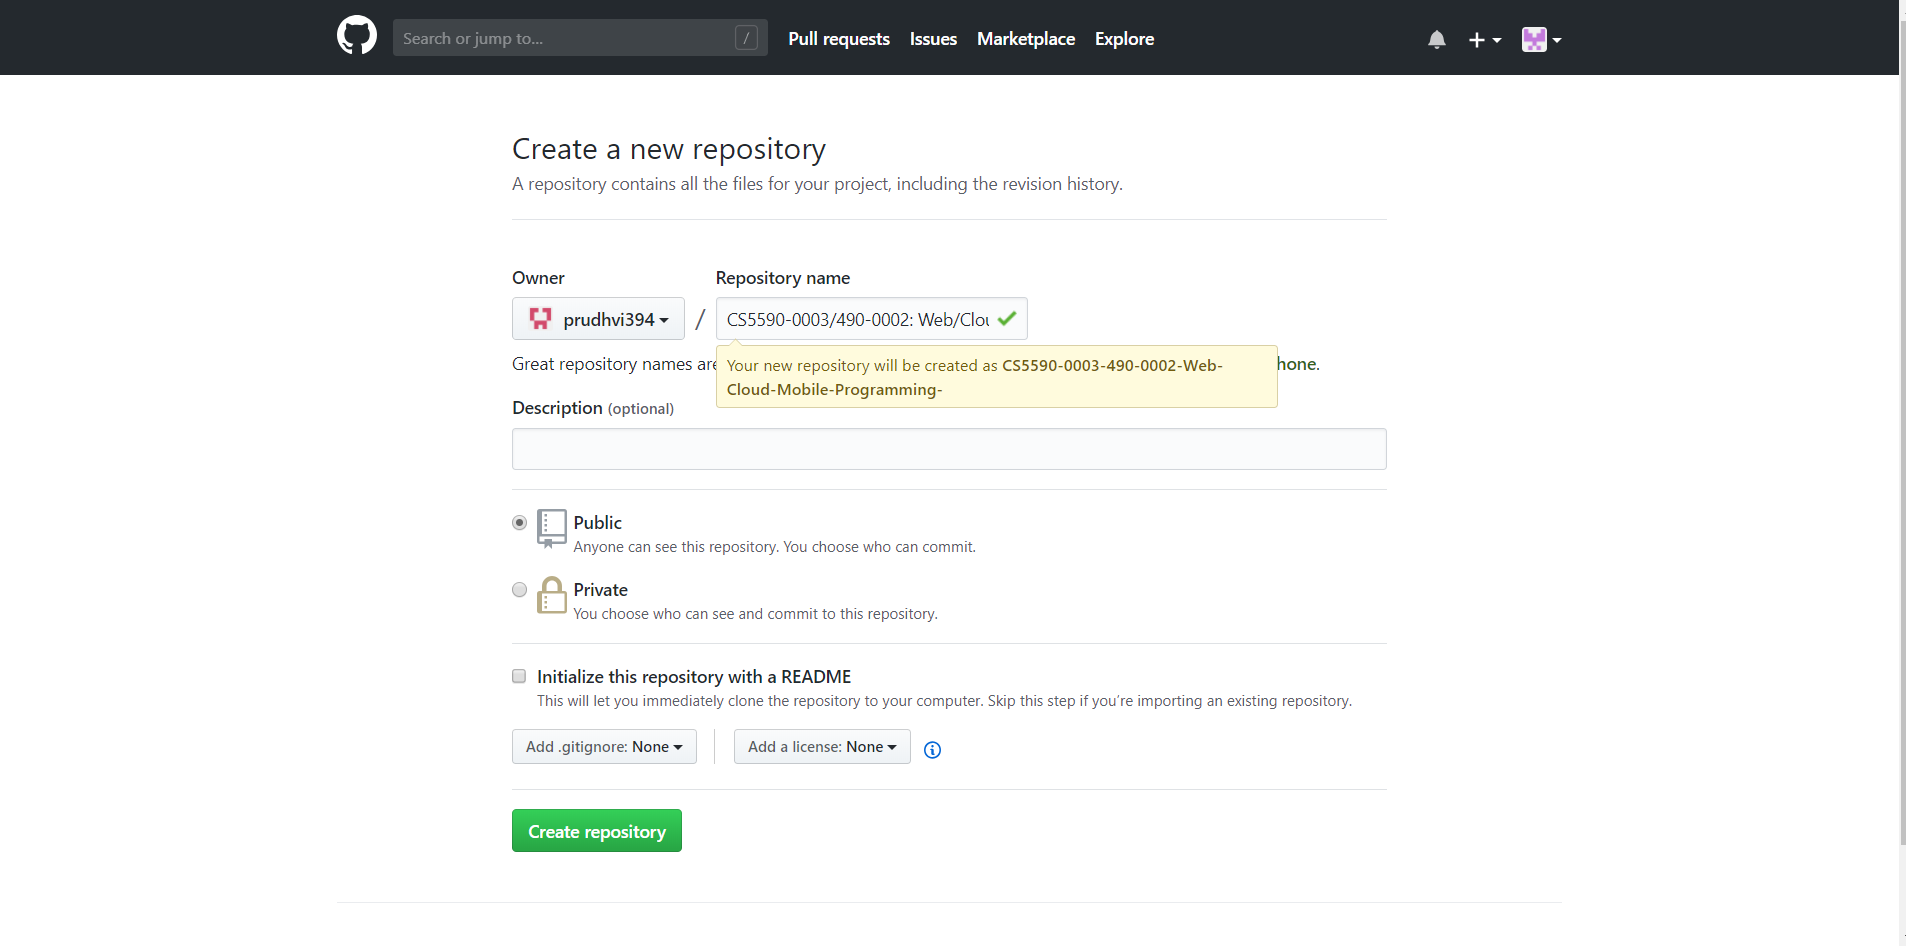 Search or jump to...
/
Pull requests
Issues
Marketplace
Explore
Create a new repository
A repository contains all the files for your project, including the revision history.
Owner
Repository name
prudhvi394
/
CS5590-0003/490-0002: Web/Clou
Great repository names are
hone.
Your new repository will be created as CS5590-0003-490-0002-Web-
Cloud-Mobile-Programming-
Description (optional)
Public
Anyone can see this repository. You choose who can commit.
Private
You choose who can see and commit to this repository.
Initialize this repository with a README
This will let you immediately clone the repository to your computer. Skip this step if you’re importing an existing repository.
Add .gitignore: None
Add a license: None
Create repository